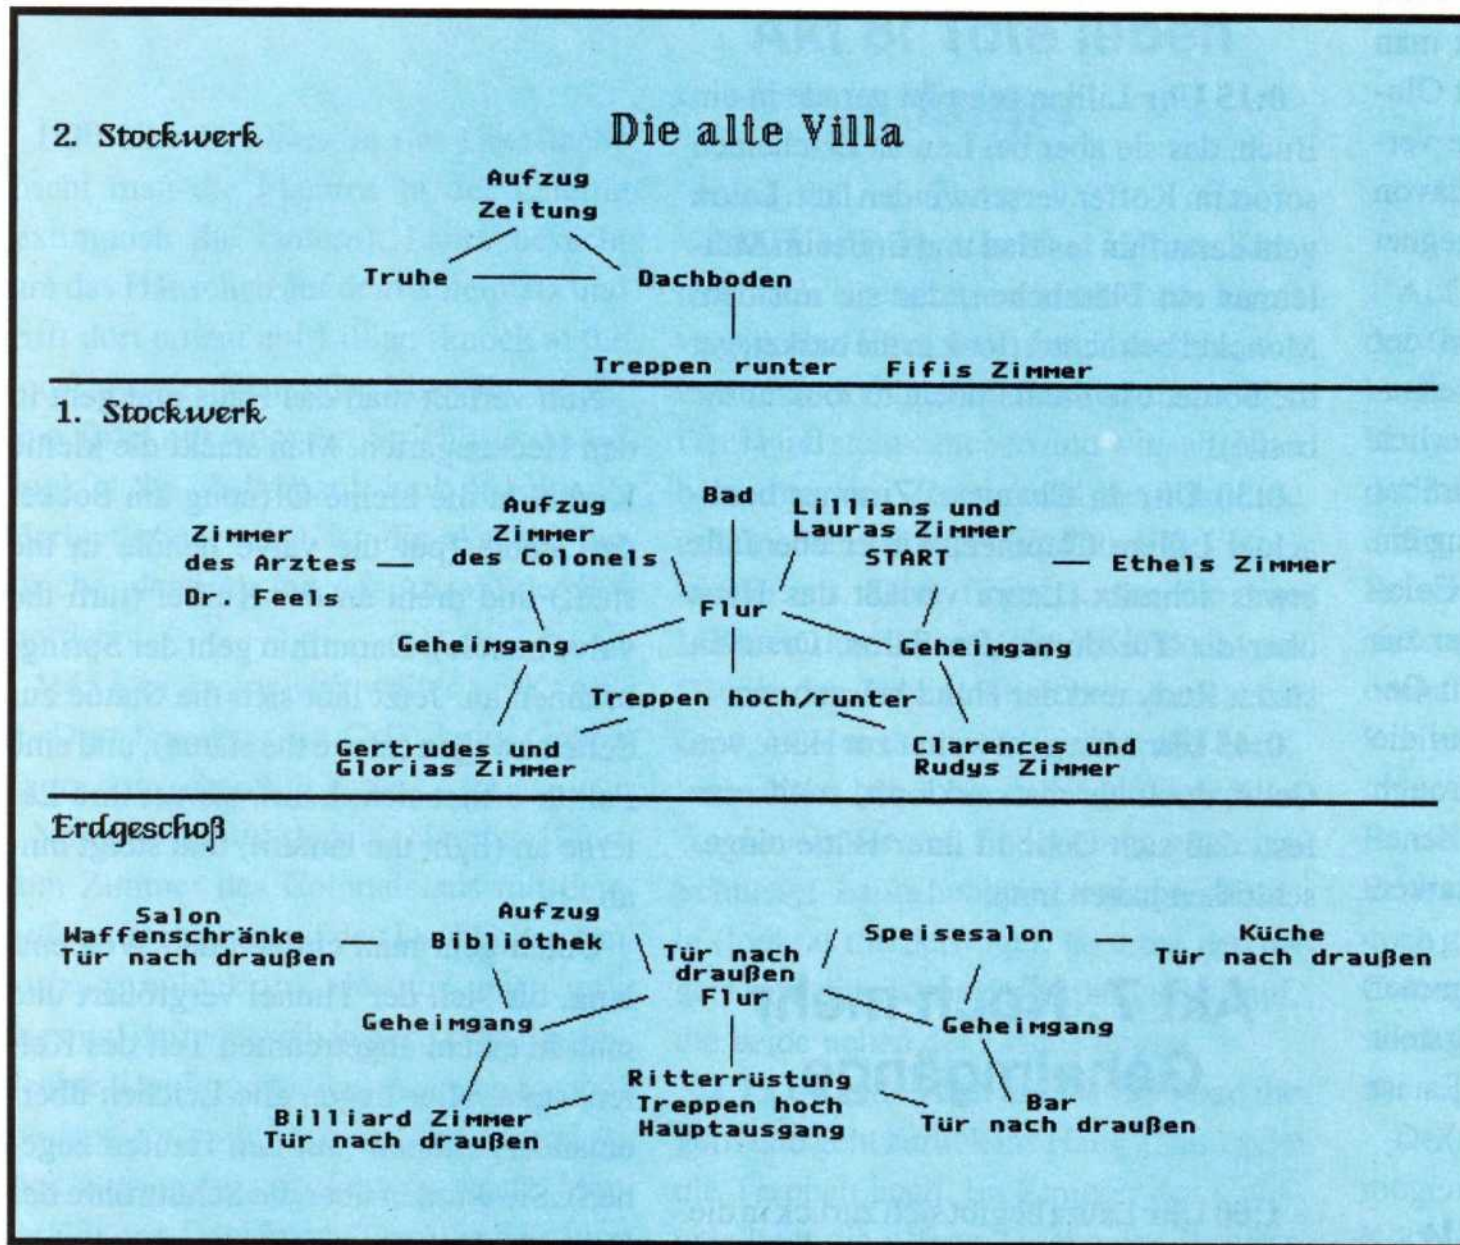 2. Stockwerk
Die alte Villa
Aufzug
Zeitung
Truhe
Dachboden
Treppen runter
Fifis Zimmer
1. Stockwerk
Zimmer
des Arztes
Dr. Feels
Aufzug
Zimmer
des Colonels
Bad
Lillians und
Lauras Zimmer
START
Ethels Zimmer
Flur
Geheimgang
Geheimgang
Treppen hoch/runter
Gertrudes und
Glorias Zimmer
Clarences und
Rudys Zimmer
Erdgeschoß
Salon
Waffenschränke
Tür nach draußen
Aufzug
Bibliothek
Tür nach
draußen
Flur
Speisesalon
Küche
Tür nach draußen
Geheimgang
Geheimgang
Ritterrüstung
Treppen hoch
Hauptausgang
Billiard Zimmer
Tür nach draußen
Bar
Tür nach draußen